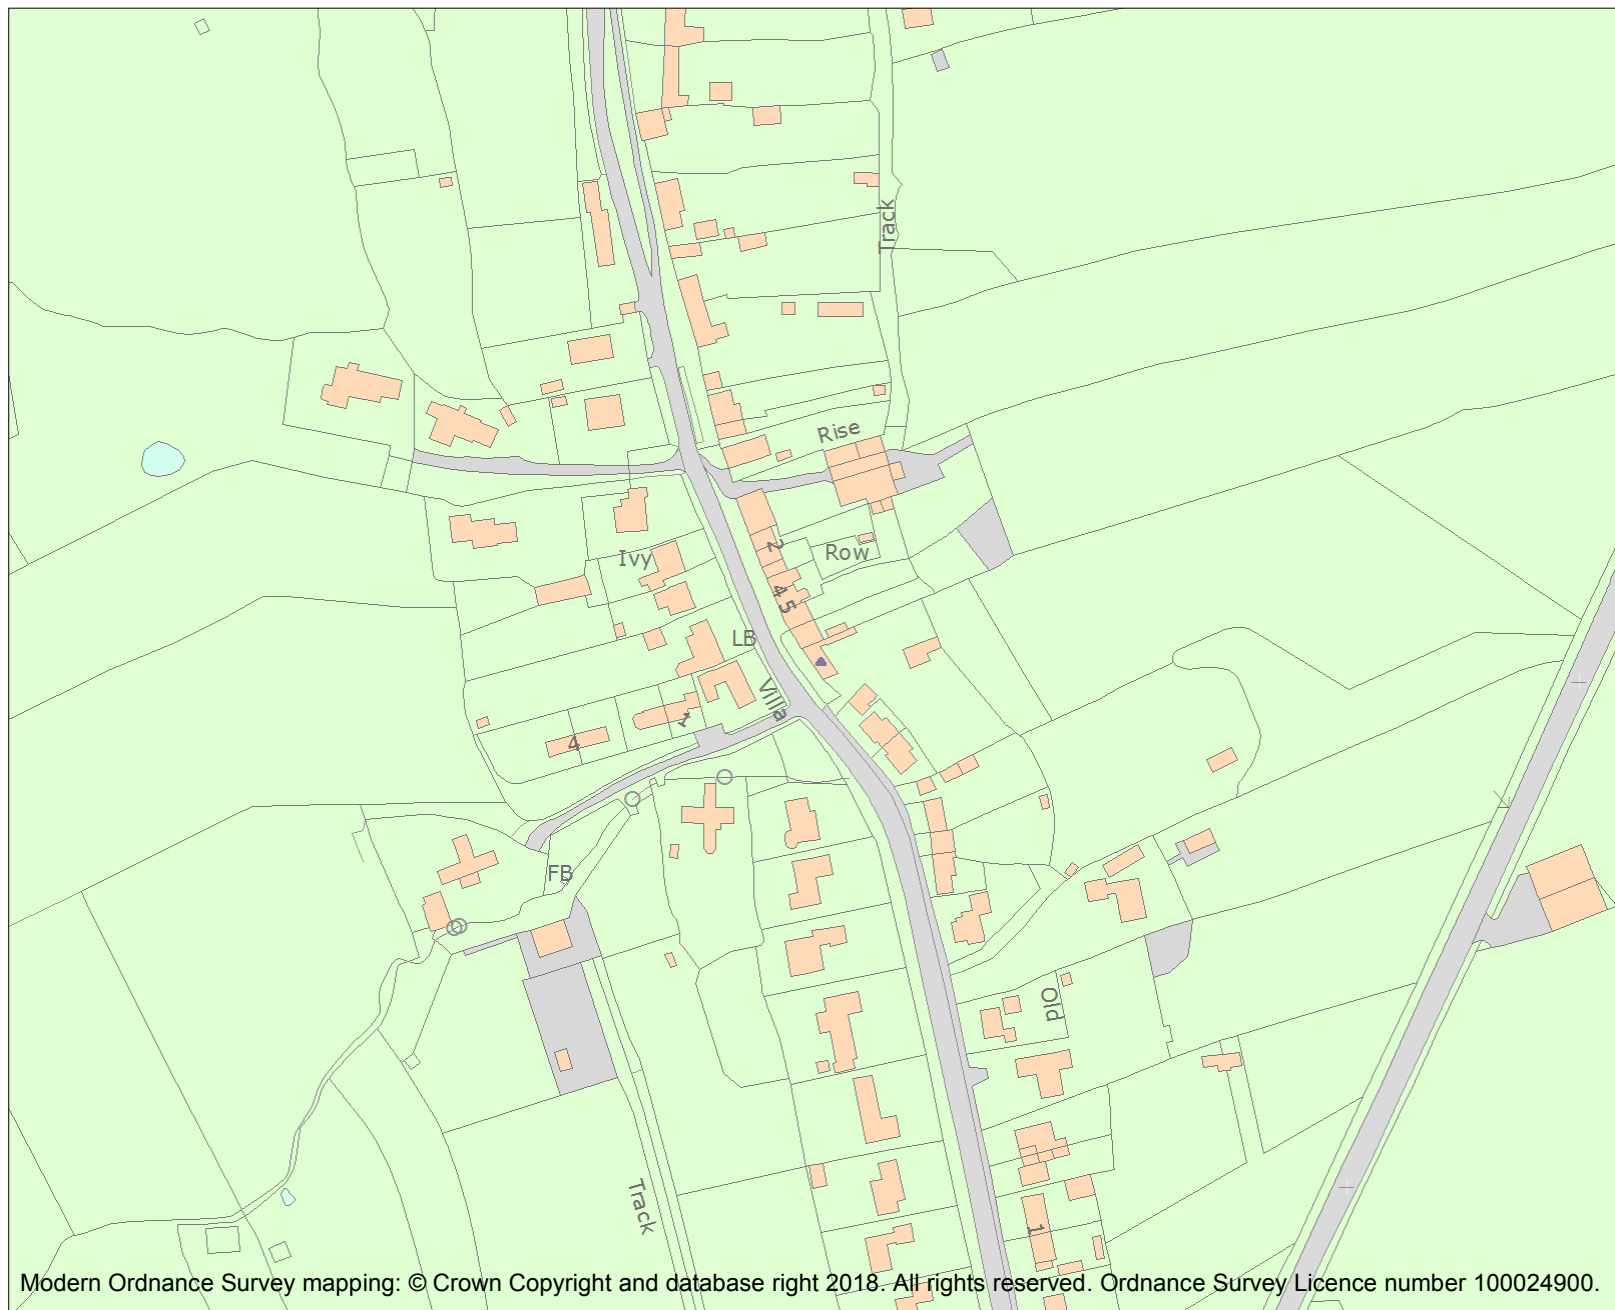 Track
Rise
2
Row
Ivy
4
5
LB
Villa
1
4
FB
Old
Track
1
Modern Ordnance Survey mapping: © Crown Copyright and database right 2018. All rights reserved. Ordnance Survey Licence number 100024900.